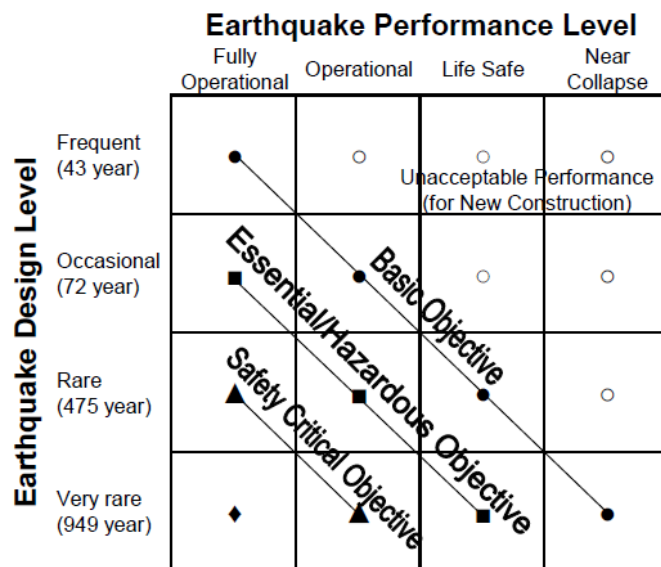 Earthquake Performance Level
Fully
Operational
Operational
Life Safe
Near
Collapse
Earthquake Design Level
Frequent
(43 year)
Unacceptable Performance
(for New Construction)
Occasional
(72 year)
Rare
(475 year)
Very rare
(949 year)
Basic Objective
Essential/Hazardous Objective
Safety Critical Objective